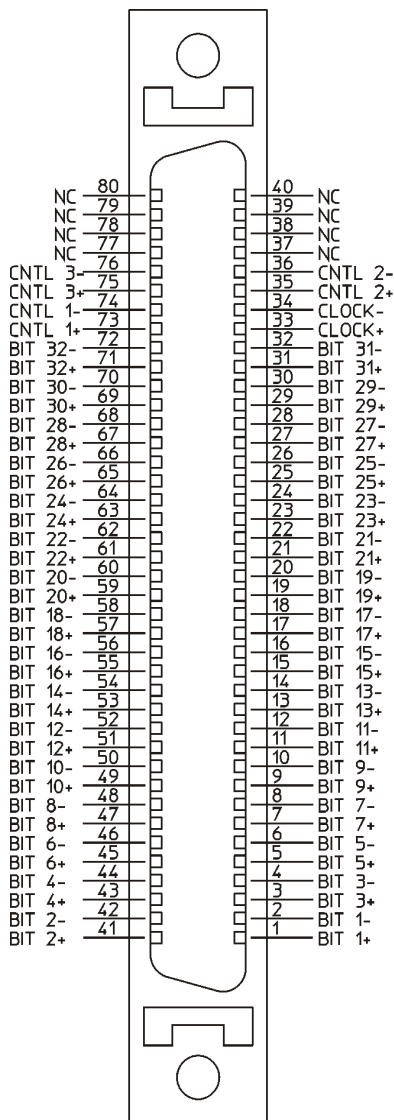 NC 80 40 NC
NC 79 39 NC
NC 78 38 NC
NC 77 37 NC
CNTL 3- 76 36 CNTL 2-
CNTL 3+ 75 35 CNTL 2+
CNTL 1- 74 34 CLOCK-
CNTL 1+ 73 33 CLOCK+
BIT 32- 72 32 BIT 31-
BIT 32+ 71 31 BIT 31+
BIT 30- 70 30 BIT 29-
BIT 30+ 69 29 BIT 29+
BIT 28- 68 28 BIT 27-
BIT 28+ 67 27 BIT 27+
BIT 26- 66 26 BIT 25-
BIT 26+ 65 25 BIT 25+
BIT 24- 64 24 BIT 23-
BIT 24+ 63 23 BIT 23+
BIT 22- 62 22 BIT 21-
BIT 22+ 61 21 BIT 21+
BIT 20- 60 20 BIT 19-
BIT 20+ 59 19 BIT 19+
BIT 18- 58 18 BIT 17-
BIT 18+ 57 17 BIT 17+
BIT 16- 56 16 BIT 15-
BIT 16+ 55 15 BIT 15+
BIT 14- 54 14 BIT 13-
BIT 14+ 53 13 BIT 13+
BIT 12- 52 12 BIT 11-
BIT 12+ 51 11 BIT 11+
BIT 10- 50 10 BIT 9-
BIT 10+ 49 9 BIT 9+
BIT 8- 48 8 BIT 7-
BIT 8+ 47 7 BIT 7+
BIT 6- 46 6 BIT 5-
BIT 6+ 45 5 BIT 5+
BIT 4- 44 4 BIT 3-
BIT 4+ 43 3 BIT 3+
BIT 2- 42 2 BIT 1-
BIT 2+ 41 1 BIT 1+